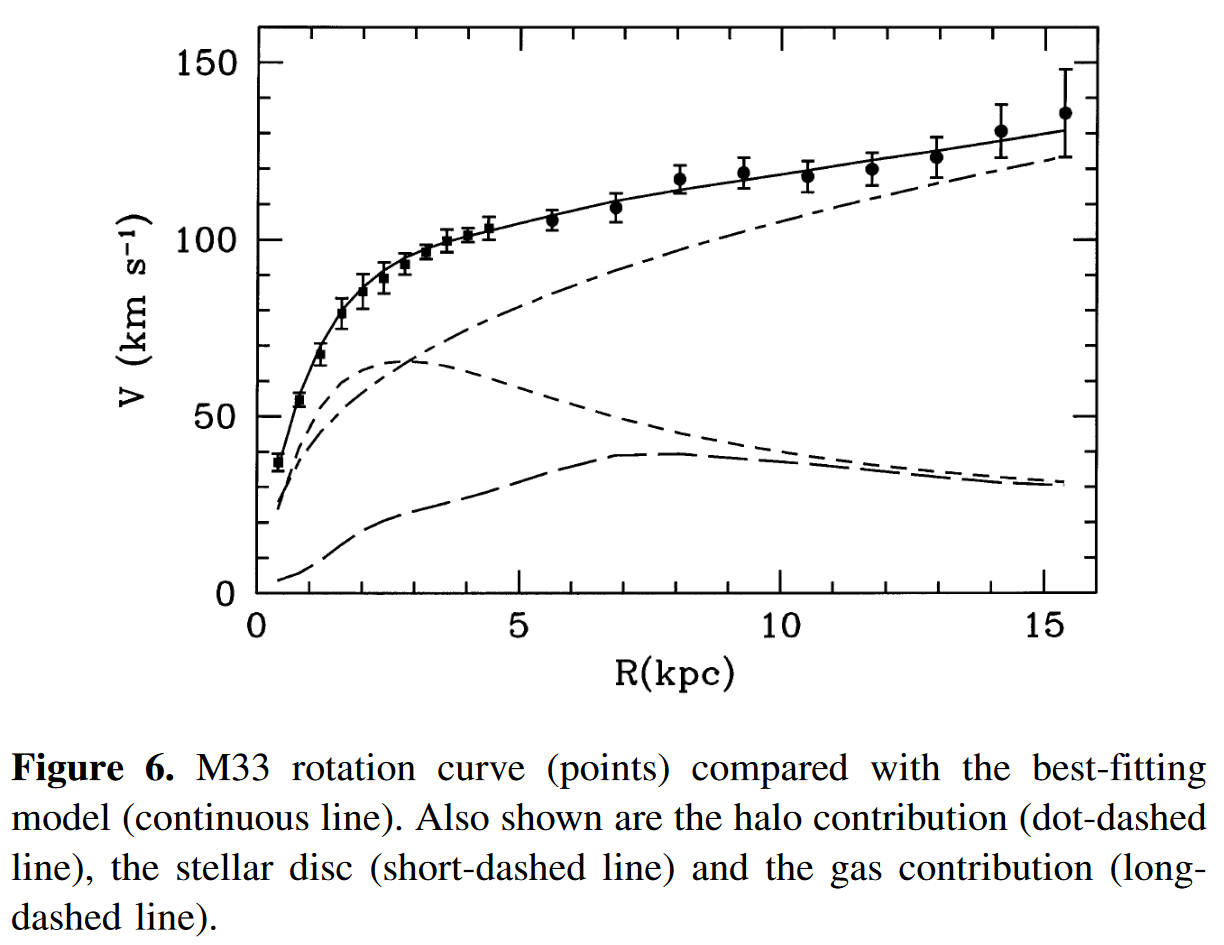 150
100
50
0
V (km s⁻¹)
0 5 10 15
R(kpc)
Figure 6. M33 rotation curve (points) compared with the best-fitting
model (continuous line). Also shown are the halo contribution (dot-dashed
line), the stellar disc (short-dashed line) and the gas contribution (long-
dashed line).